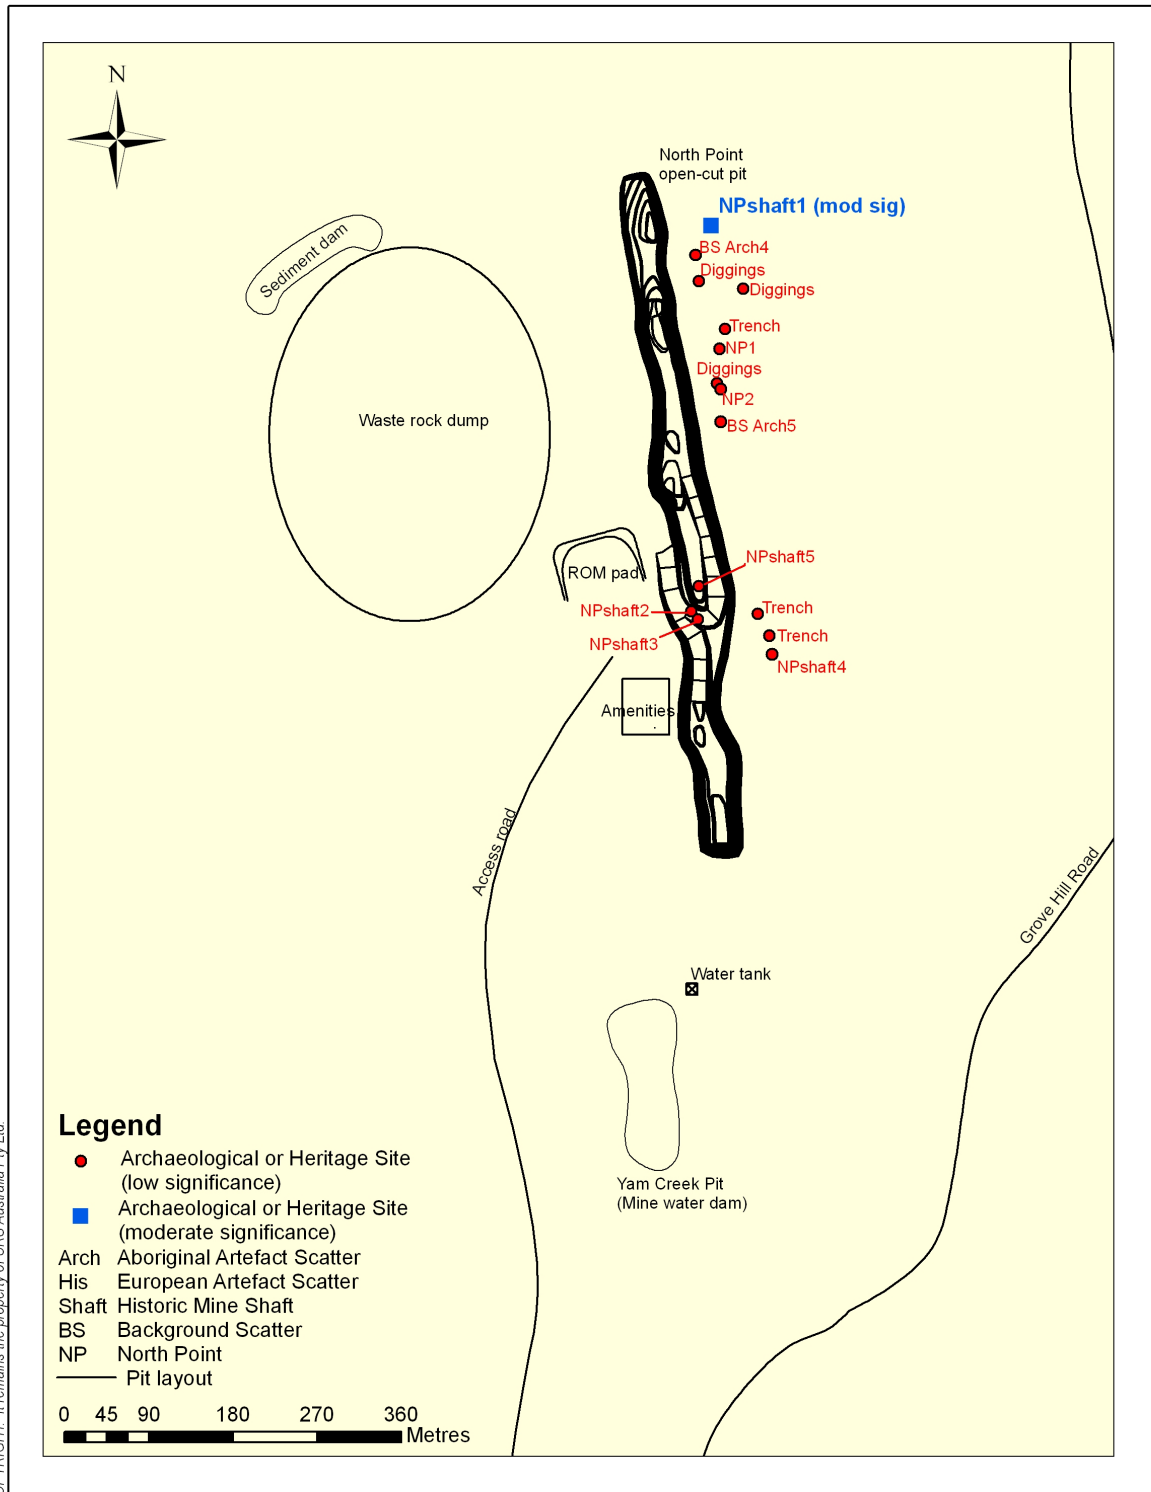 N
North Point
open-cut pit
NPshaft1 (mod sig)
BS Arch4
Diggings
Diggings
Sediment dam
Trench
NP1
Diggings
NP2
Waste rock dump
BS Arch5
NPshaft5
ROM pad
NPshaft2
Trench
NPshaft3
Trench
NPshaft4
Amenities
Access road
Grove Hill Road
Water tank
Yam Creek Pit
(Mine water dam)
Legend
Archaeological or Heritage Site
(low significance)
Archaeological or Heritage Site
(moderate significance)
Arch Aboriginal Artefact Scatter
His European Artefact Scatter
Shaft Historic Mine Shaft
BS Background Scatter
NP North Point
Pit layout
0 45 90 180 270 360
Metres